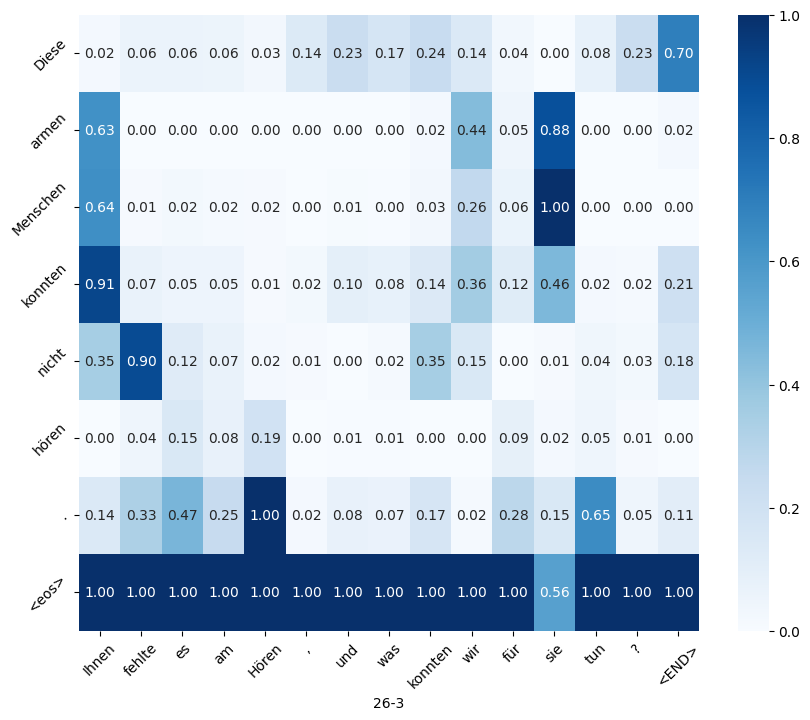 Diese 0.02 0.06 0.06 0.06 0.03 0.14 0.23 0.17 0.24 0.14 0.04 0.00 0.08 0.23 0.70
armen 0.63 0.00 0.00 0.00 0.00 0.00 0.00 0.00 0.02 0.44 0.05 0.88 0.00 0.00 0.02
Menschen 0.64 0.01 0.02 0.02 0.02 0.00 0.01 0.00 0.03 0.26 0.06 1.00 0.00 0.00 0.00
konnten 0.91 0.07 0.05 0.05 0.01 0.02 0.10 0.08 0.14 0.36 0.12 0.46 0.02 0.02 0.21
nicht 0.35 0.90 0.12 0.07 0.02 0.01 0.00 0.02 0.35 0.15 0.00 0.01 0.04 0.03 0.18
hören 0.00 0.04 0.15 0.08 0.19 0.00 0.01 0.01 0.00 0.00 0.09 0.02 0.05 0.01 0.00
. 0.14 0.33 0.47 0.25 1.00 0.02 0.08 0.07 0.17 0.02 0.28 0.15 0.65 0.05 0.11
<eos> 1.00 1.00 1.00 1.00 1.00 1.00 1.00 1.00 1.00 1.00 1.00 0.56 1.00 1.00 1.00
Ihnen fehlte es am Hören , und was konnten wir für sie tun ? <END>
26-3
1.0
0.8
0.6
0.4
0.2
0.0